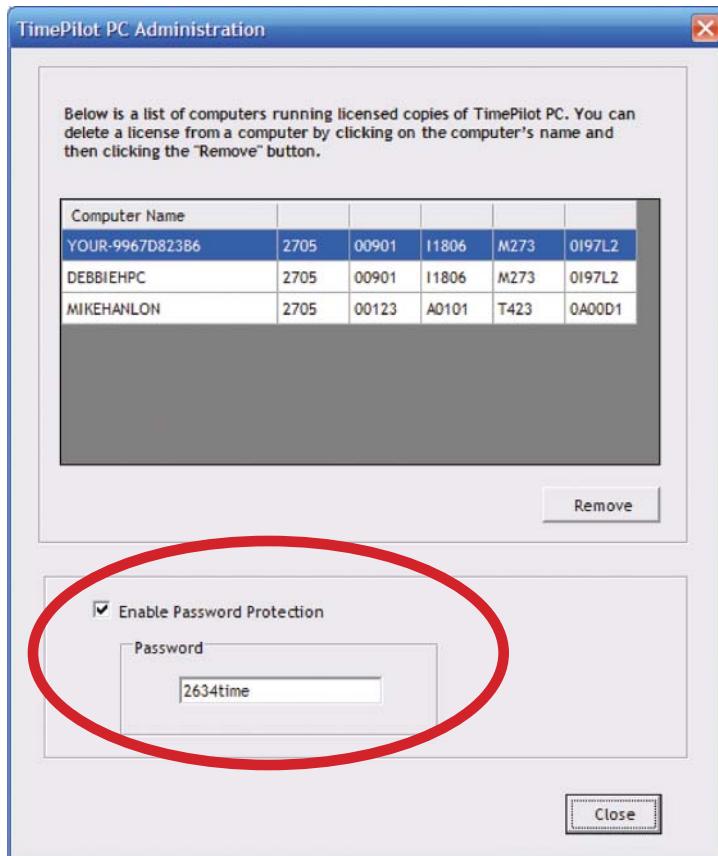 TimePilot PC Administration
Below is a list of computers running licensed copies of TimePilot PC. You can
delete a license from a computer by clicking on the computer's name and
then clicking the "Remove" button.
Computer Name
YOUR-9967D823B6 2705 00901 I1806 M273 0I97L2
DEBBIEHPC 2705 00901 I1806 M273 0I97L2
MIKEHANLON 2705 00123 A0101 T423 0A00D1
Remove
Enable Password Protection
Password
2634time
Close